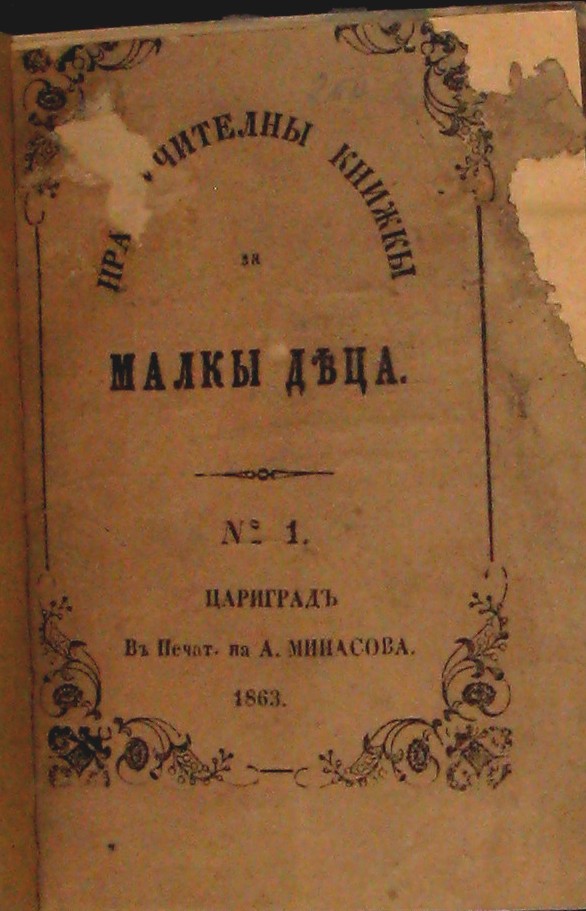 НРА ЧИТЕЛНЫ КНИЖКЫ
за
МАЛКЫ ДѢЦА.
№ 1.
ЦАРИГРАДЪ
Въ Печат. на А. МИНАСОВА.
1863.